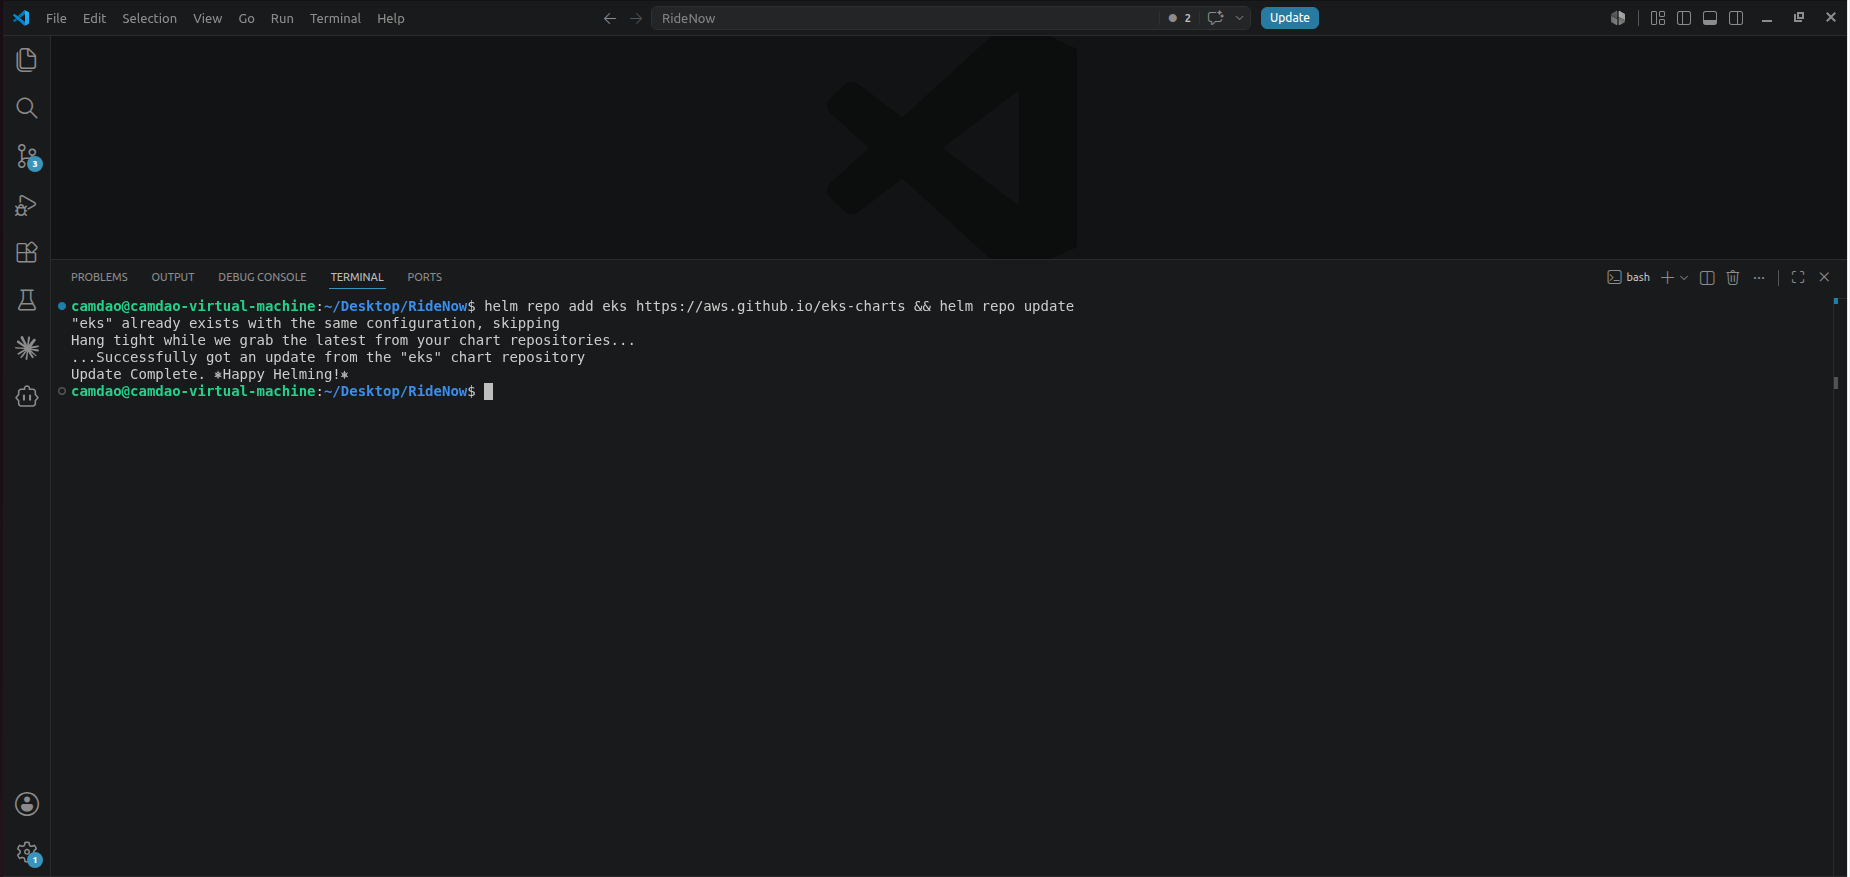 File Edit Selection View Go Run Terminal Help RideNow 2 Update
3
PROBLEMS OUTPUT DEBUG CONSOLE TERMINAL PORTS bash
camdao@camdao-virtual-machine:~/Desktop/RideNow$ helm repo add eks https://aws.github.io/eks-charts && helm repo update
"eks" already exists with the same configuration, skipping
Hang tight while we grab the latest from your chart repositories...
...Successfully got an update from the "eks" chart repository
Update Complete. ⎈Happy Helming!⎈
camdao@camdao-virtual-machine:~/Desktop/RideNow$
1